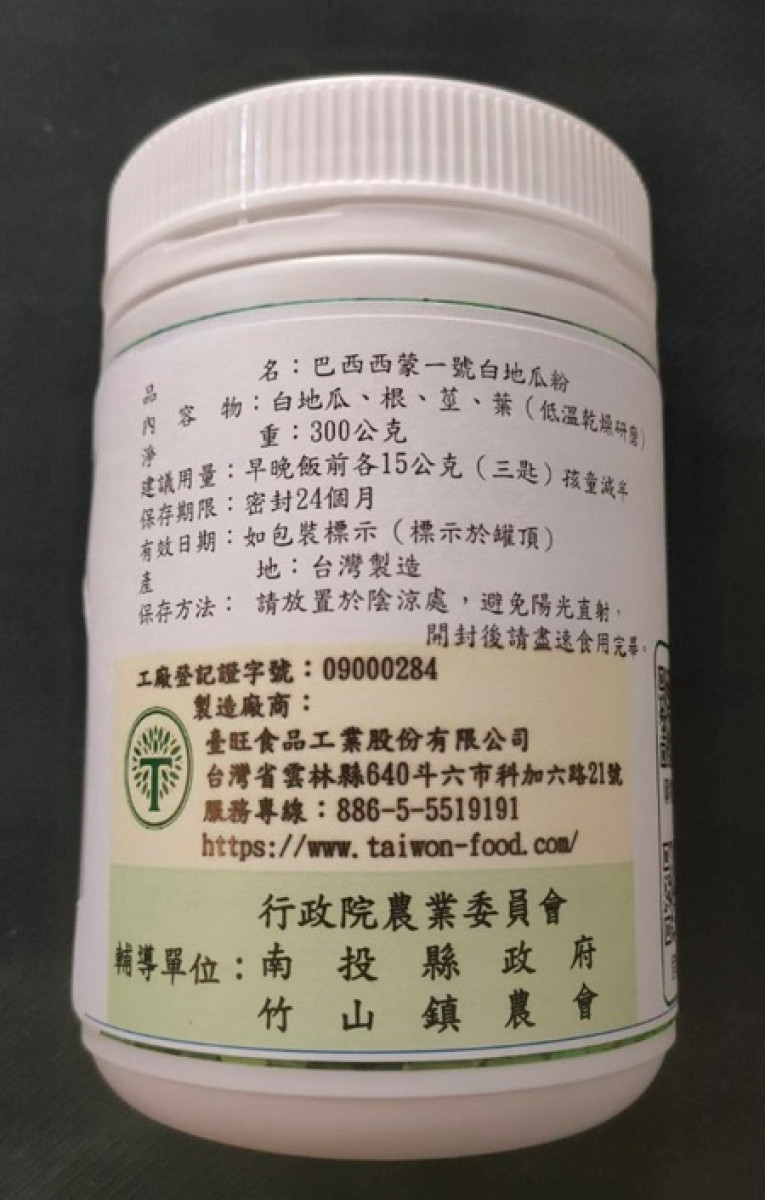 品名：巴西西蒙一號白地瓜粉
內容物：白地瓜、根、莖、葉（低溫乾燥研磨）
淨重：300公克
建議用量：早晚飯前各15公克（三匙）孩童減半
保存期限：密封24個月
有效日期：如包裝標示（標示於罐頂）
產地：台灣製造
保存方法：請放置於陰涼處，避免陽光直射，
開封後請盡速食用完畢。
工廠登記證字號：09000284
製造廠商：
臺旺食品工業股份有限公司
台灣省雲林縣640斗六市科加六路21號
服務專線：886-5-5519191
https://www.taiwon-food.com/
T
行政院農業委員會
輔導單位：南投縣政府
竹山鎮農會